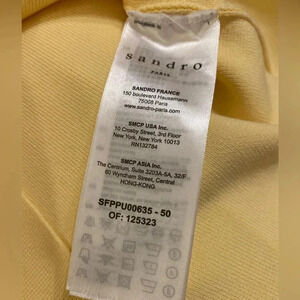 sandro
PARIS
SANDRO FRANCE
150 boulevard Haussmann
75008 Paris
www.sandro-paris.com
SMCP USA Inc.
10 Crosby Street, 3rd Floor
New York, New York 10013
RN132784
SMCP ASIA Inc.
The Centrium, Suite 3203-3A, 32/F
60 Wyndham Street, Central
HONG-KONG
SFPPU00635 - 50
OF: 125323